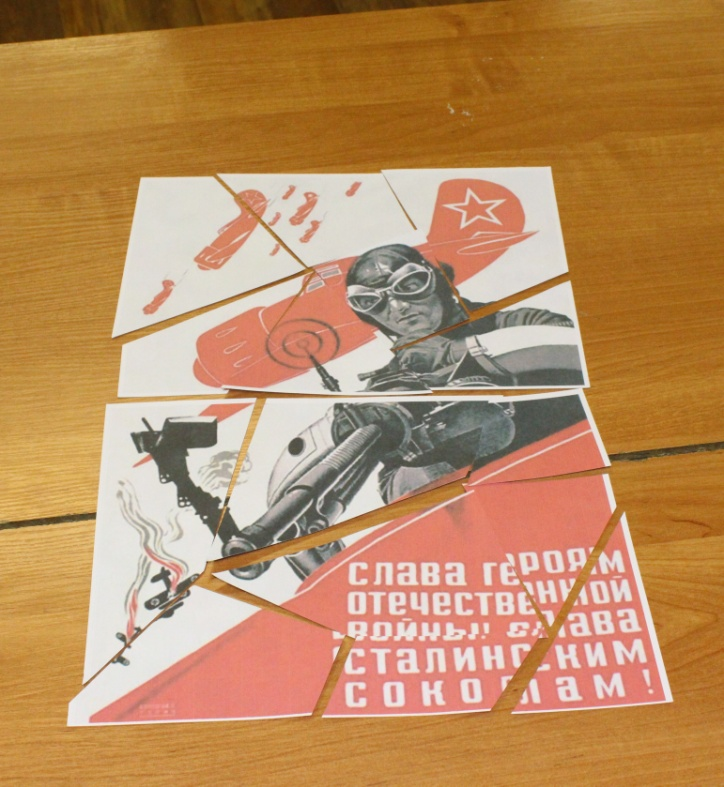 СЛАВА ГЕРОЯМ
ОТЕЧЕСТВЕННОЙ
ВОЙНЫ! СЛАВА
СТАЛИНСКИМ
СОКОЛАМ!